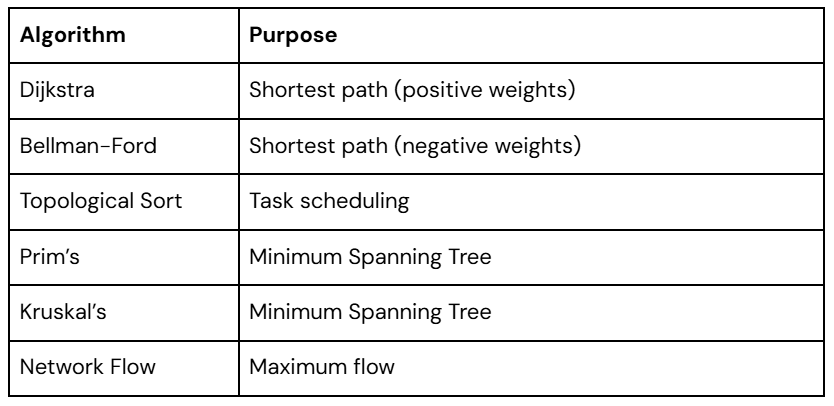 Algorithm Purpose
Dijkstra Shortest path (positive weights)
Bellman-Ford Shortest path (negative weights)
Topological Sort Task scheduling
Prim’s Minimum Spanning Tree
Kruskal’s Minimum Spanning Tree
Network Flow Maximum flow